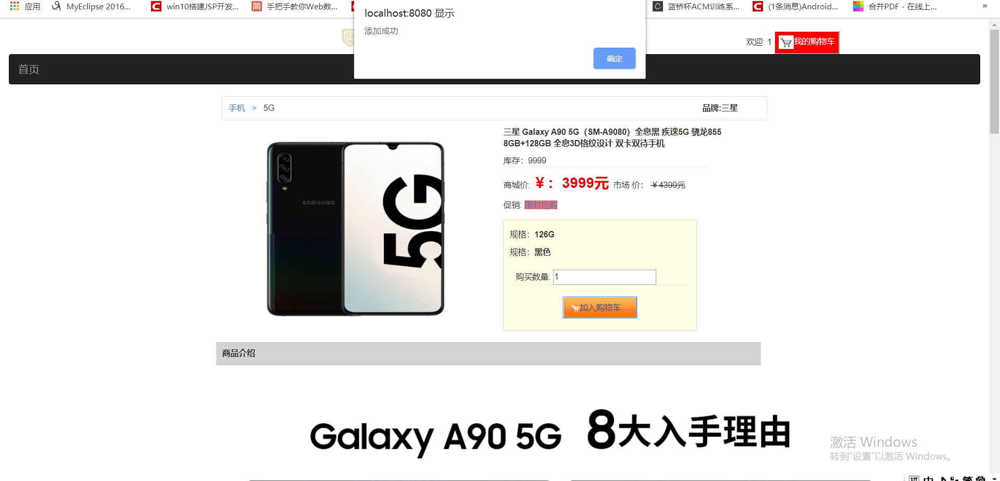 应用 MyEclipse 2016... win10搭建JSP开发... 手把手教你Web数... 蓝桥杯ACM训练系... (1条消息)Android... 合并PDF - 在线上... »
localhost:8080 显示
添加成功
确定
正
欢迎: 1 我的购物车
首页
手机 > 5G 品牌:三星
三星 Galaxy A90 5G（SM-A9080）全息黑 疾速5G 骁龙855
8GB+128GB 全息3D格纹设计 双卡双待手机
库存：9999
商城价: ¥： 3999元 市场 价： ¥4399元
促销: 限时抢购
规格：126G
规格：黑色
购买数量: 1
加入购物车
SAMSUNG
5G
5G
商品介绍
Galaxy A90 5G 8大入手理由
激活 Windows
转到"设置"以激活 Windows。